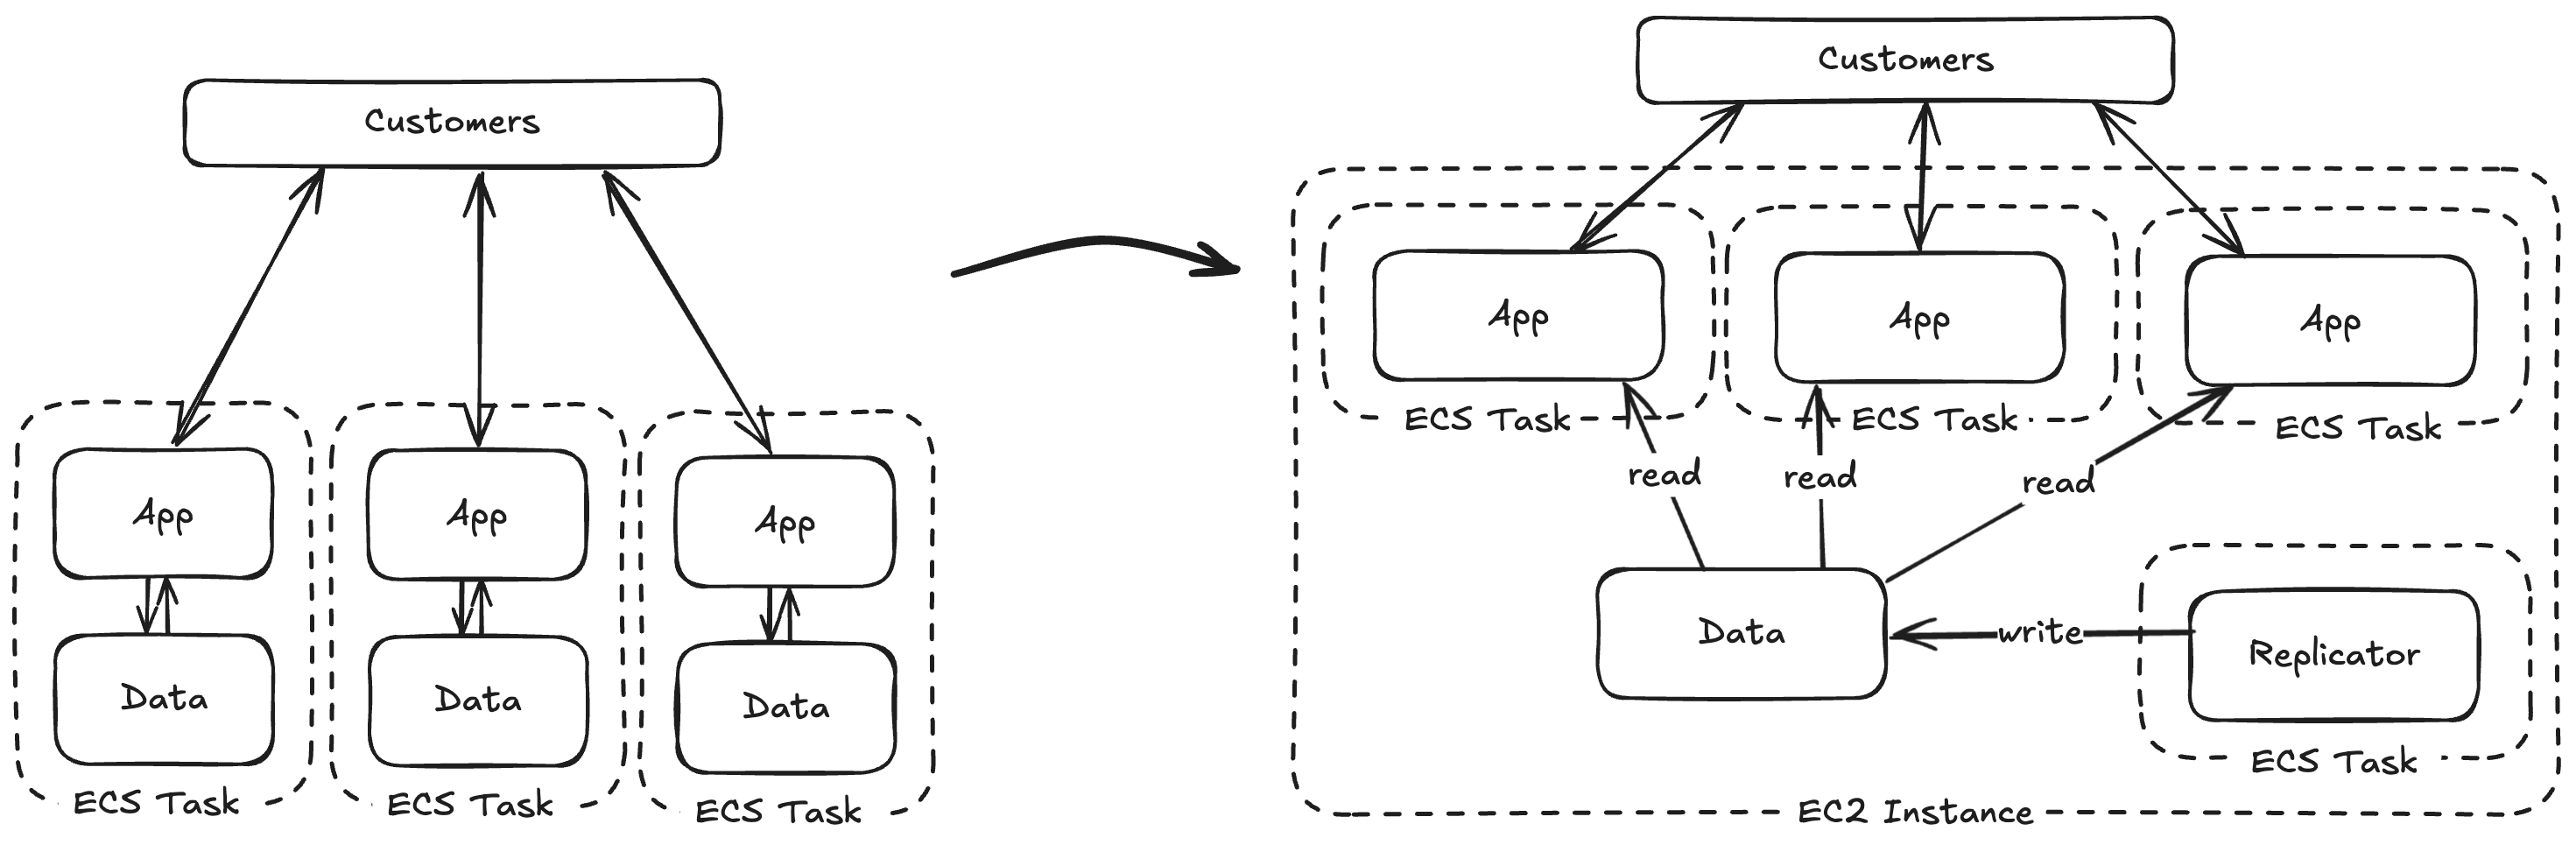 Customers
App
App
App
Data
Data
Data
ECS Task
ECS Task
ECS Task
Customers
App
App
App
ECS Task
ECS Task
ECS Task
read
read
read
Data
write
Replicator
ECS Task
EC2 Instance